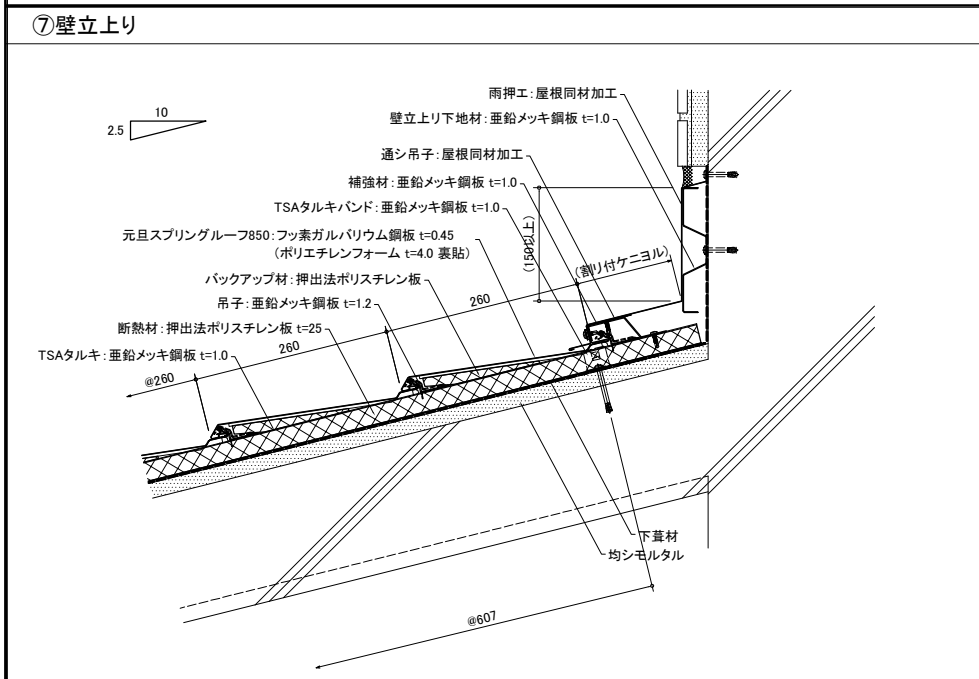 ⑦壁立上り
10
2.5
雨押エ:屋根同材加工
壁立上り下地材:亜鉛メッキ鋼板 t=1.0
通シ吊子:屋根同材加工
補強材:亜鉛メッキ鋼板 t=1.0
TSAタルキバンド:亜鉛メッキ鋼板 t=1.0
元旦スプリングルーフ850:フッ素ガルバリウム鋼板 t=0.45
(ポリエチレンフォーム t=4.0 裏貼)
バックアップ材:押出法ポリスチレン板
吊子:亜鉛メッキ鋼板 t=1.2
断熱材:押出法ポリスチレン板 t=25
TSAタルキ:亜鉛メッキ鋼板 t=1.0
(150以上)
(割り付ケニヨル)
260
260
@260
下葺材
均シモルタル
@607